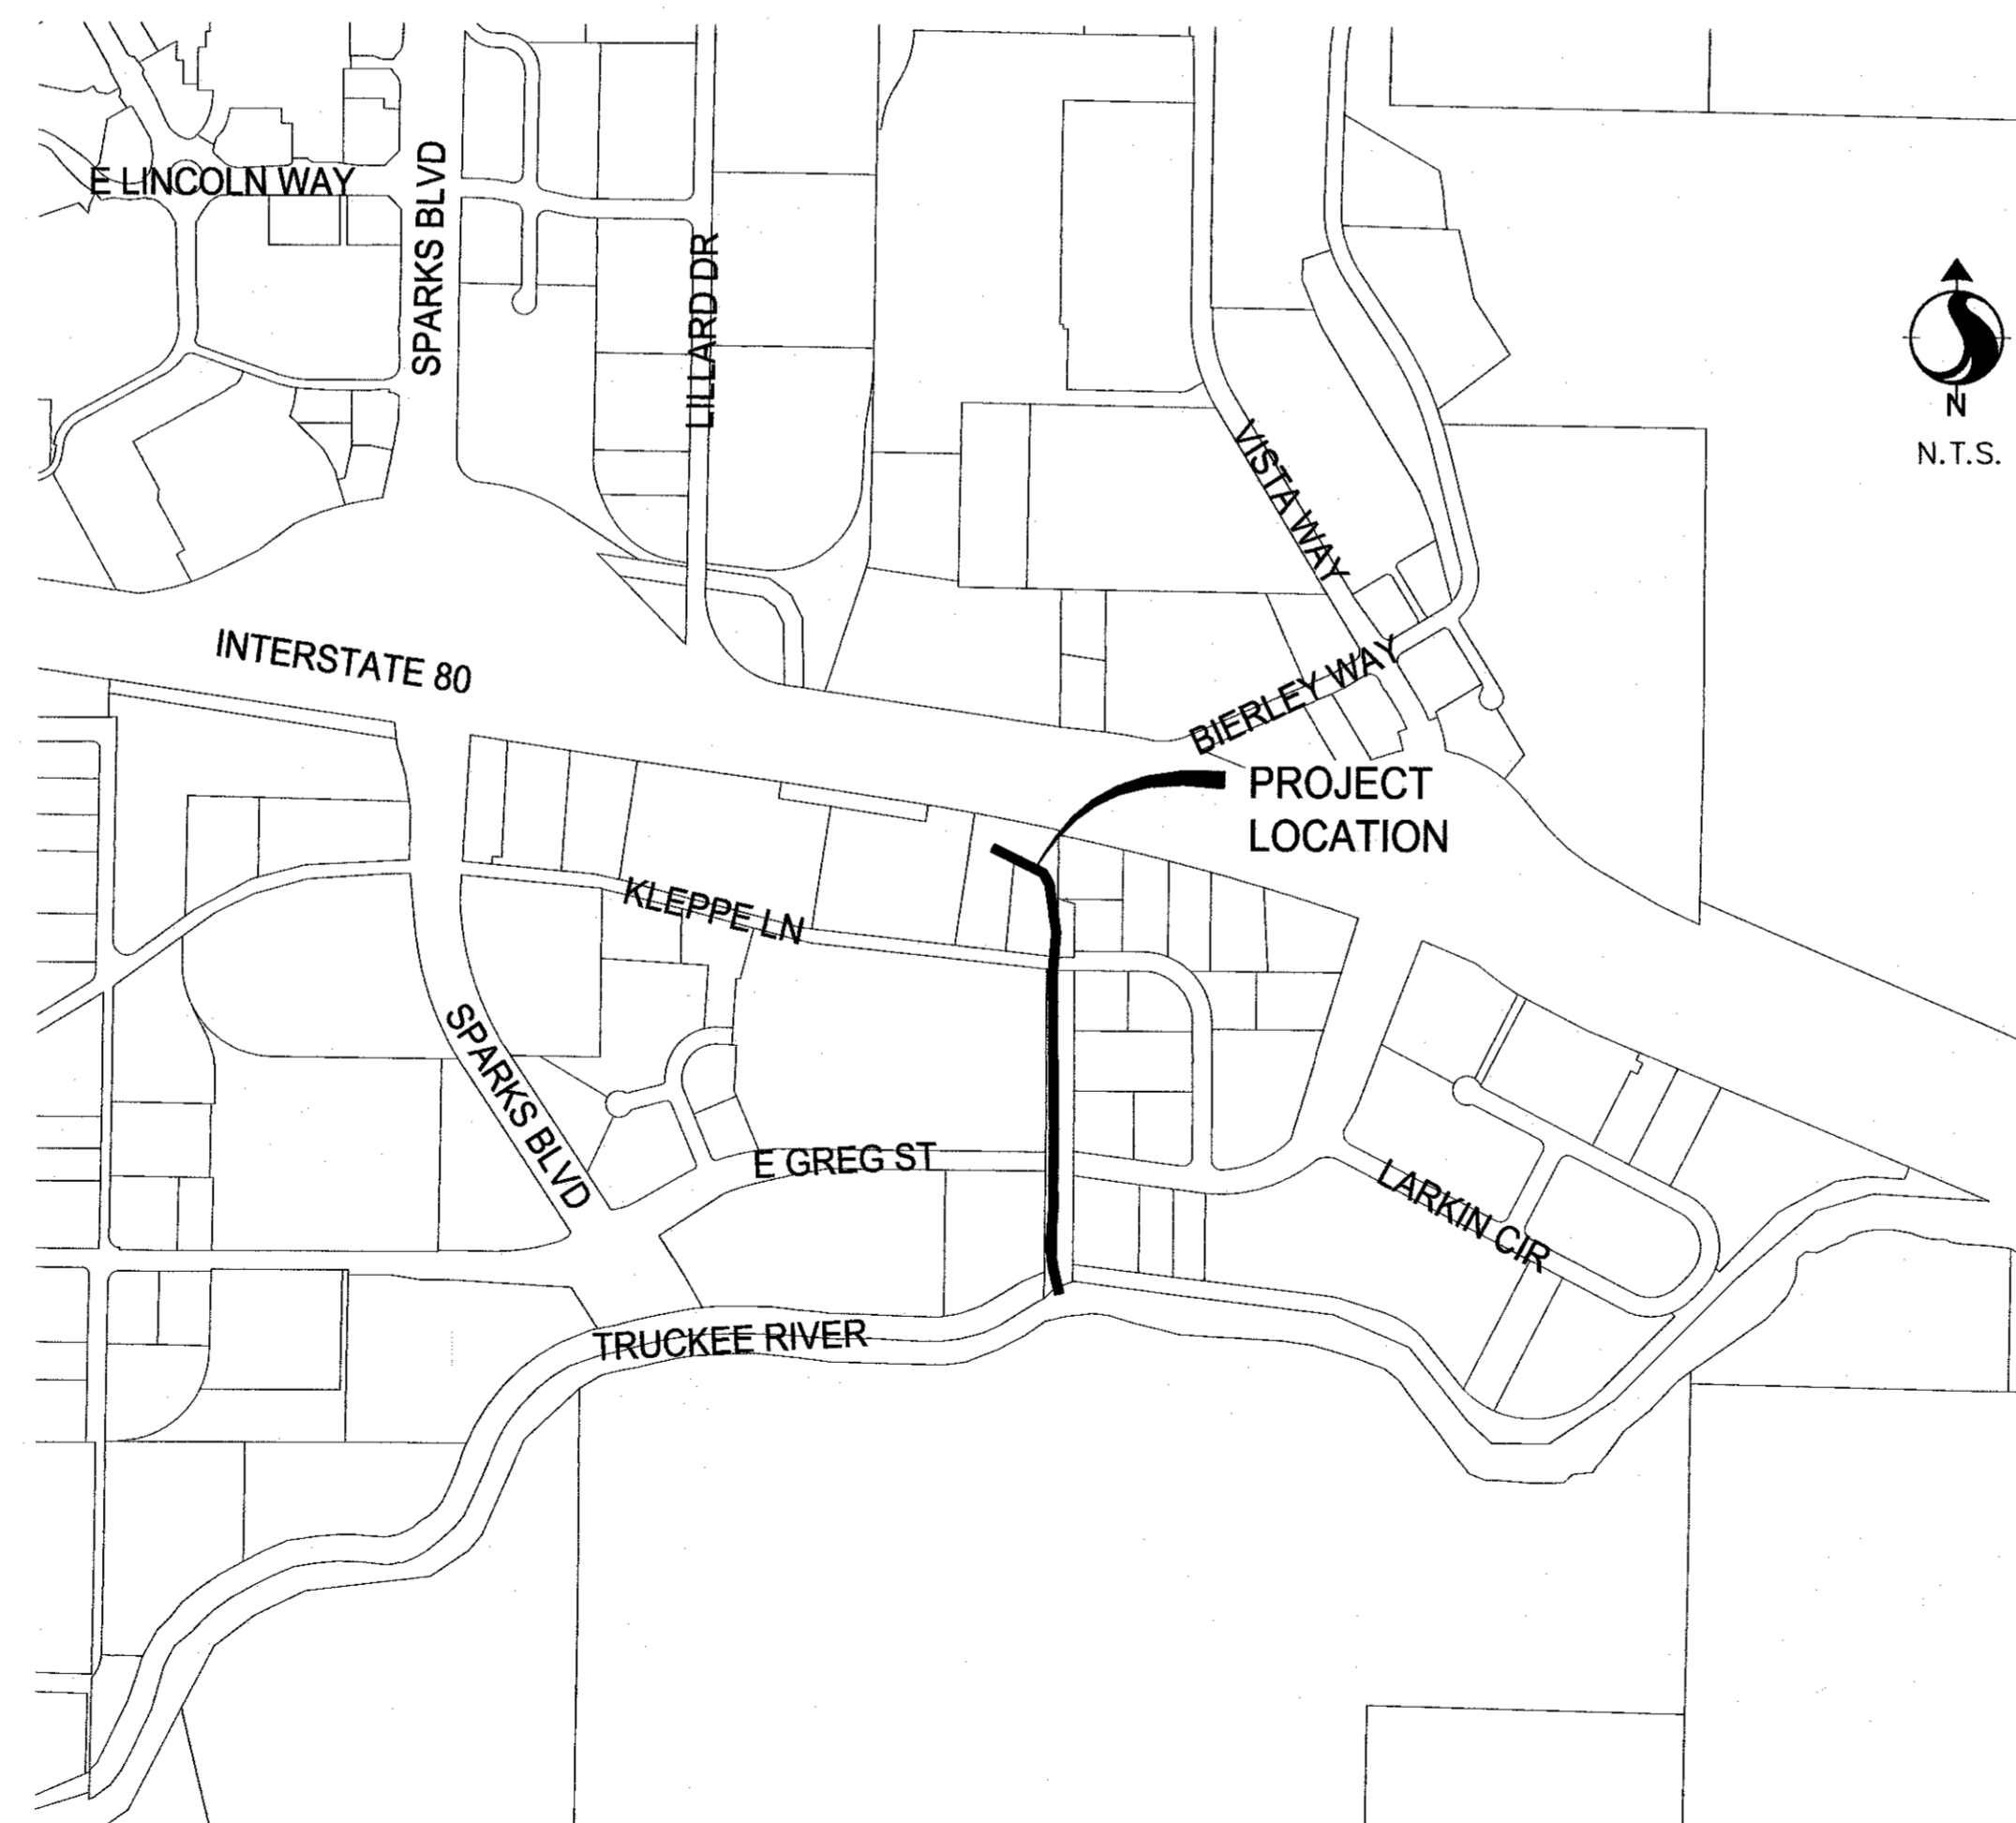 E LINCOLN WAY
SPARKS BLVD
LILLARD DR
N
N.T.S.
VISTA WAY
INTERSTATE 80
BIERLEY WAY
PROJECT
LOCATION
KLEPPE LN
SPARKS BLVD
E GREG ST
LARKIN CIR
TRUCKEE RIVER